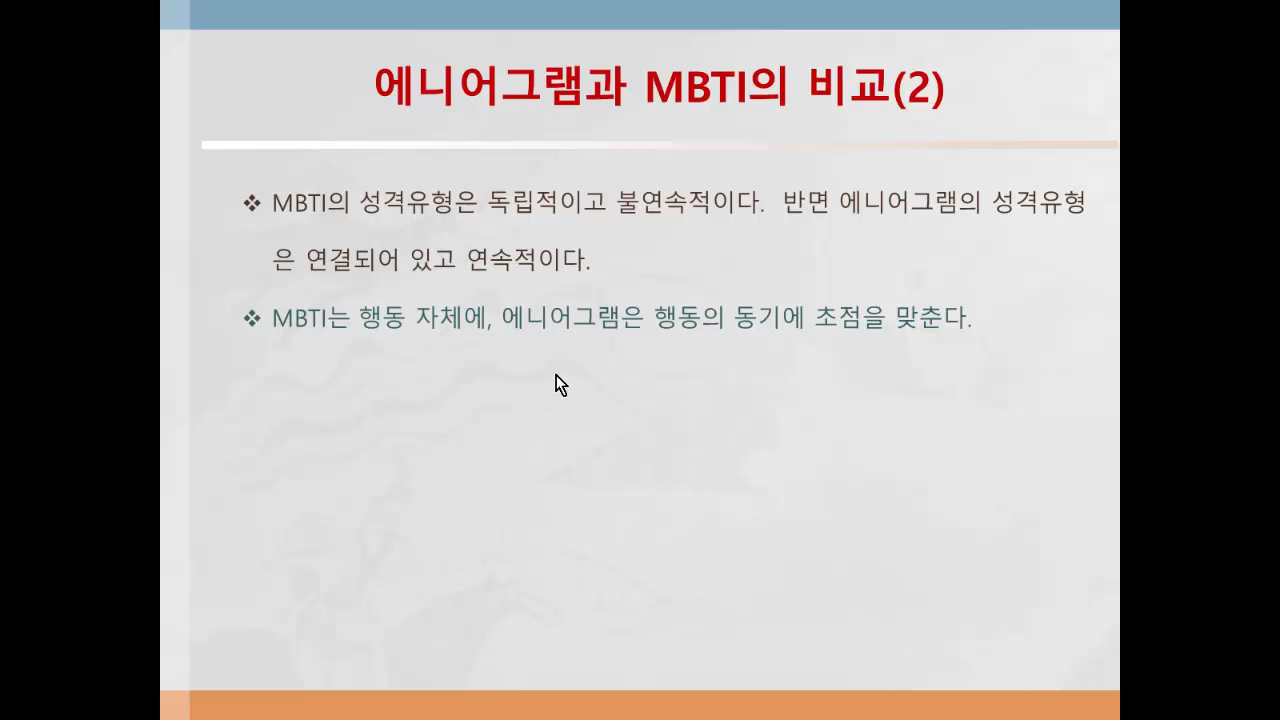 에니어그램과 MBTI의 비교(2)
❖ MBTI의 성격유형은 독립적이고 불연속적이다. 반면 에니어그램의 성격유형
은 연결되어 있고 연속적이다.
❖ MBTI는 행동 자체에, 에니어그램은 행동의 동기에 초점을 맞춘다.